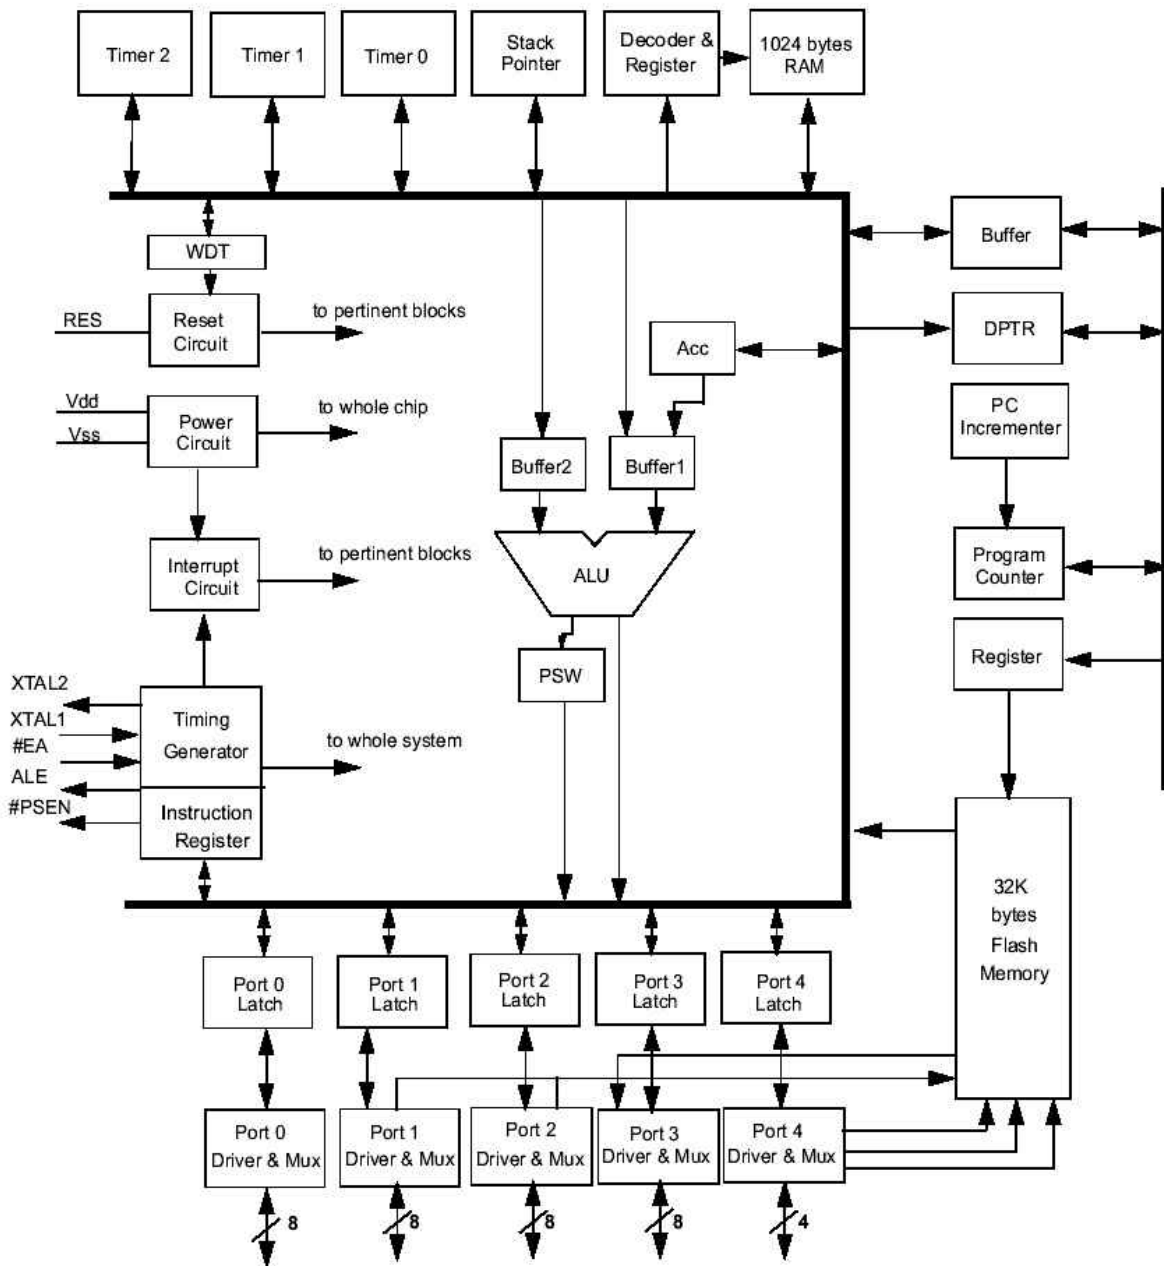 Timer 2
Timer 1
Timer 0
Stack
Pointer
Decoder &
Register
1024 bytes
RAM
WDT
Buffer
RES
Reset
Circuit
to pertinent blocks
Acc
DPTR
Vdd
Vss
Power
Circuit
to whole chip
PC
Incrementer
Buffer2
Buffer1
Interrupt
Circuit
to pertinent blocks
ALU
Program
Counter
PSW
Register
XTAL2
XTAL1
#EA
ALE
#PSEN
Timing
Generator
to whole system
Instruction
Register
32K
bytes
Flash
Memory
Port 0
Latch
Port 1
Latch
Port 2
Latch
Port 3
Latch
Port 4
Latch
Port 0
Driver & Mux
Port 1
Driver & Mux
Port 2
Driver & Mux
Port 3
Driver & Mux
Port 4
Driver & Mux
8
8
8
8
4